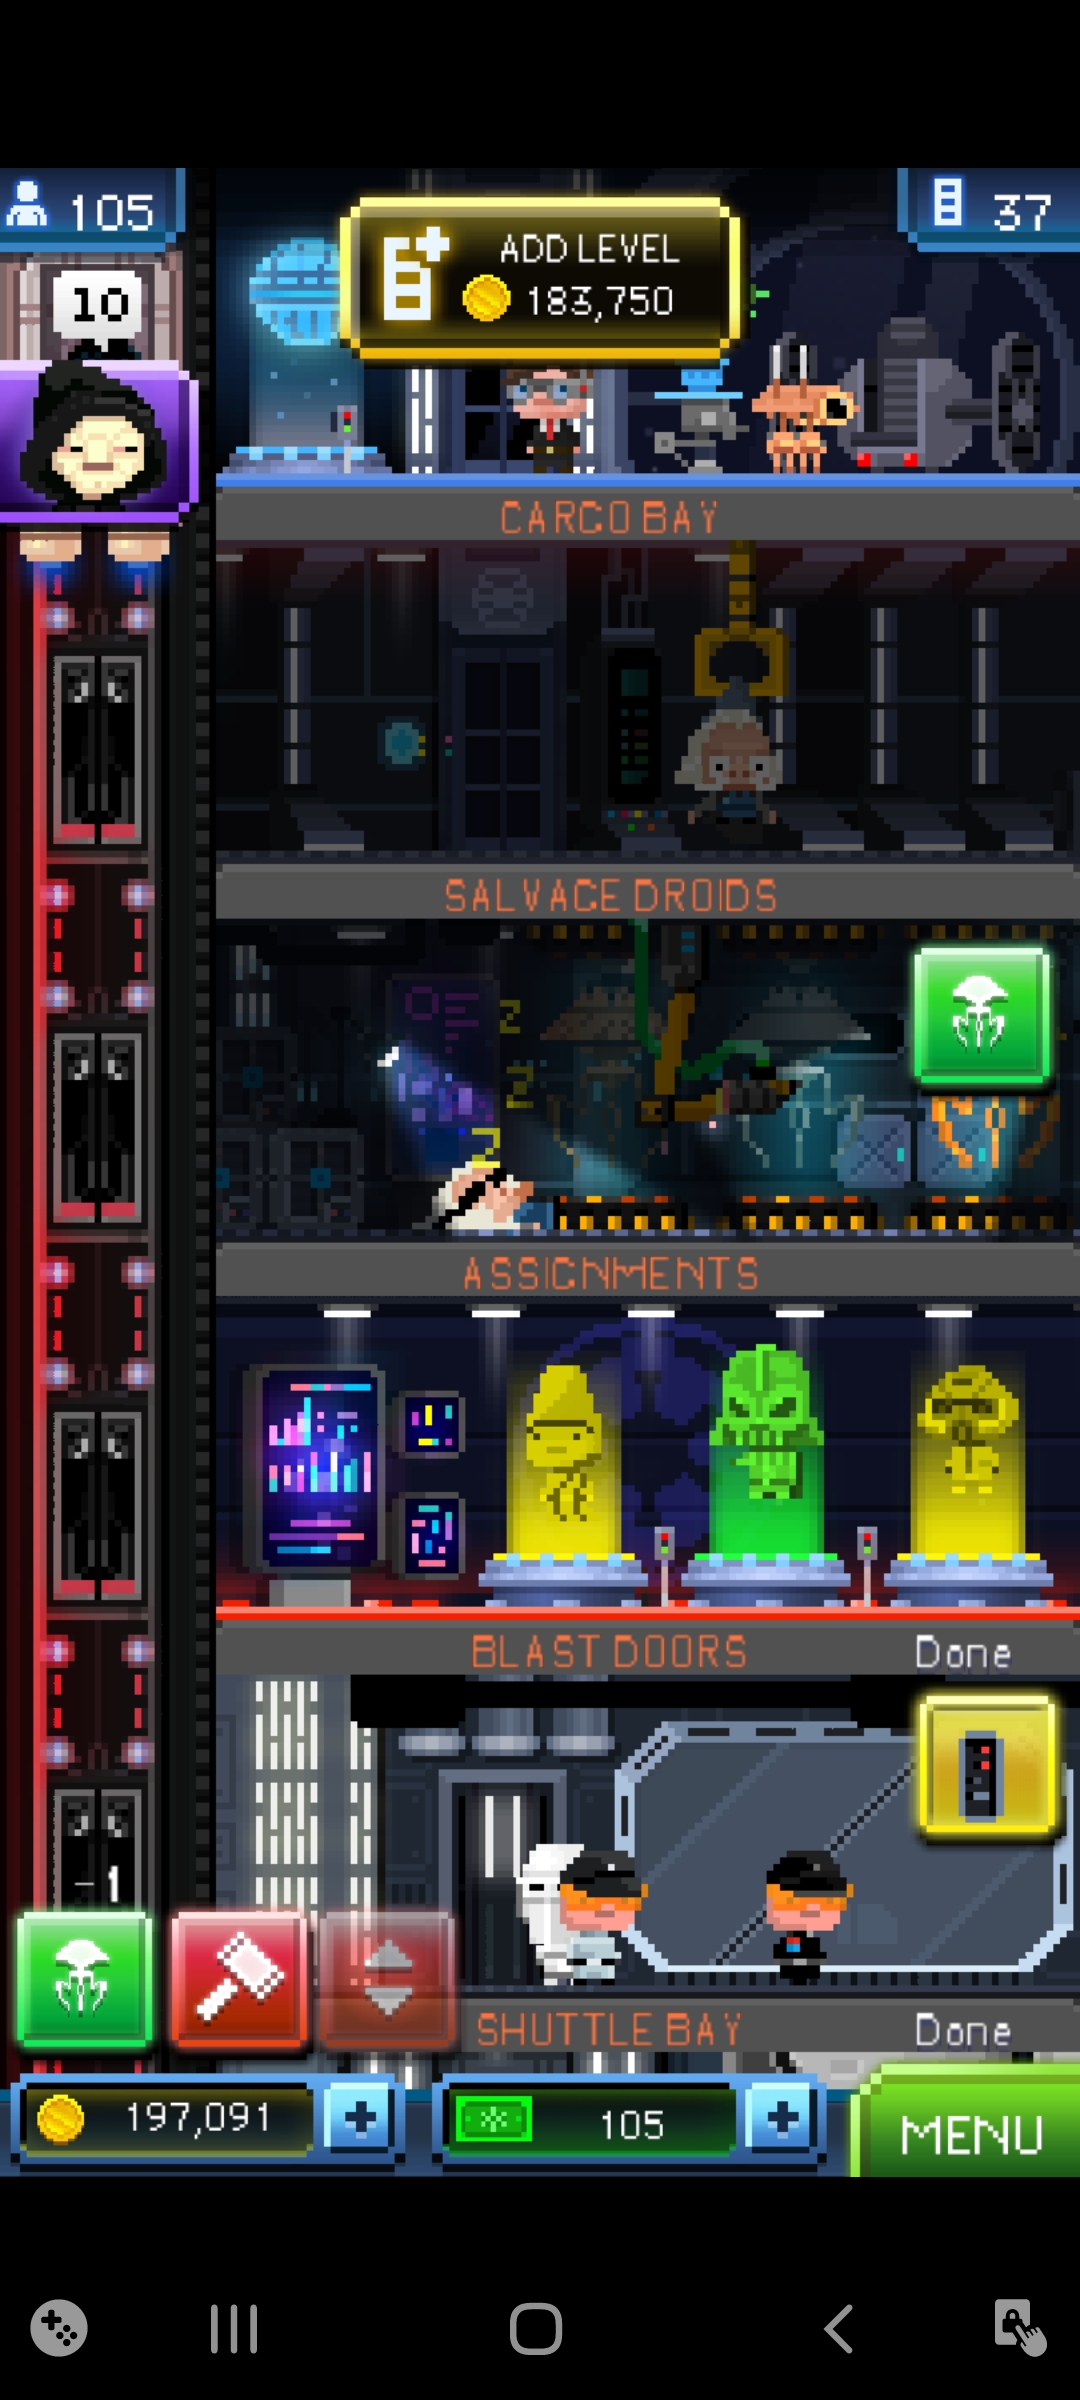 105
ADD LEVEL
183,750
37
10
CARGO BAY
SALVAGE DROIDS
Z
Z
Z
ASSIGNMENTS
BLAST DOORS
Done
-1
SHUTTLE BAY
Done
197,091
105
MENU